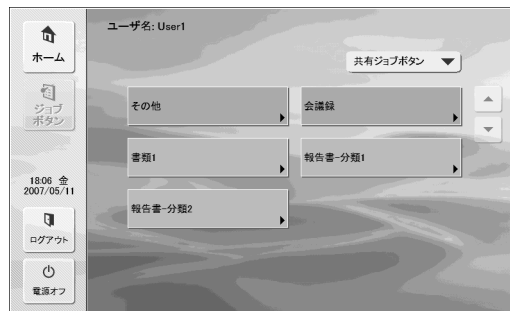 ユーザ名: User1
ホーム
共有ジョブボタン
ジョブ
ボタン
その他
会議録
書類1
報告書-分類1
報告書-分類2
18:06 金
2007/05/11
ログアウト
電源オフ